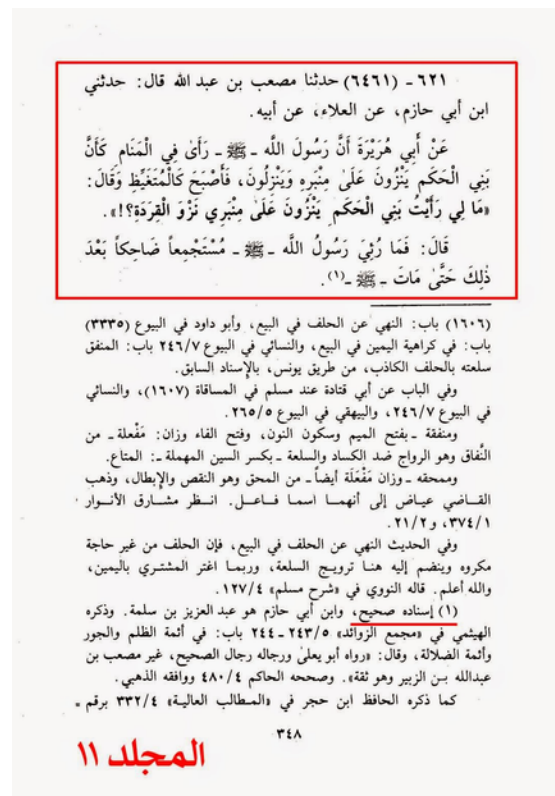 ٦٢١ - (٦٤٦١) حدثنا مصعب بن عبد الله قال: حدثني
ابن أبي حازم، عن العلاء، عن أبيه.
عَنْ أَبِي هُرَيْرَةَ أَنَّ رَسُولَ اللَّه - ﷺ - رَأَىٰ فِي الْمَنَامِ كَأَنَّ
بَنِي الْحَكَمِ يَنْزُونَ عَلَىٰ مِنْبَرِهِ وَيَنْزِلُونَ، فَأَصْبَحَ كَالْمُتَغَيِّظِ وَقَالَ:
«مَا لِي رَأَيْتُ بَنِي الْحَكَمِ يَنْزُونَ عَلَىٰ مِنْبَرِي نَزْوَ الْقِرَدَةِ؟!».
قَالَ: فَمَا رُئِيَ رَسُولُ اللَّه - ﷺ - مُسْتَجْمِعاً ضَاحِكاً بَعْدَ
ذٰلِكَ حَتَّىٰ مَاتَ - ﷺ -(١).
(١٦٠٦) باب: النهي عن الحلف في البيع، وأبو داود في البيوع (٣٣٣٥)
باب: في كراهية اليمين في البيع، والنسائي في البيوع ٢٤٦/٧ باب: المنفق
سلعته بالحلف الكاذب، من طريق يونس، بالإسناد السابق.
وفي الباب عن أبي قتادة عند مسلم في المساقاة (١٦٠٧)، والنسائي
في البيوع ٢٤٦/٧، والبيهقي في البيوع ٢٦٥/٥.
ومنفقة - بفتح الميم وسكون النون، وفتح الفاء وزان: مَفْعلة - من
النَّفاق وهو الرواج ضد الكساد والسلعة - بكسر السين المهملة -: المتاع.
وممحقه - وزان مَفْعَلَة أيضاً - من المحق وهو النقص والإبطال، وذهب
القاضي عياض إلى أنهما اسما فاعل. انظر مشارق الأنوار
٣٧٤/١، و٢١/٢.
وفي الحديث النهي عن الحلف في البيع، فإن الحلف من غير حاجة
مكروه وينضم إليه هنا ترويج السلعة، وربما اغتر المشتري باليمين،
والله أعلم. قاله النووي في «شرح مسلم» ١٢٧/٤.
(١) إسناده صحيح، وابن أبي حازم هو عبد العزيز بن سلمة. وذكره
الهيثمي في «مجمع الزوائد» ٢٤٣/٥ - ٢٤٤ باب: في أئمة الظلم والجور
وأئمة الضلالة، وقال: «رواه أبو يعلىٰ ورجاله رجال الصحيح، غير مصعب بن
عبدالله بن الزبير وهو ثقة». وصححه الحاكم ٤٨٠/٤ ووافقه الذهبي.
كما ذكره الحافظ ابن حجر في «المطالب العالية» ٣٣٢/٤ برقم =
٣٤٨
المجلد ١١